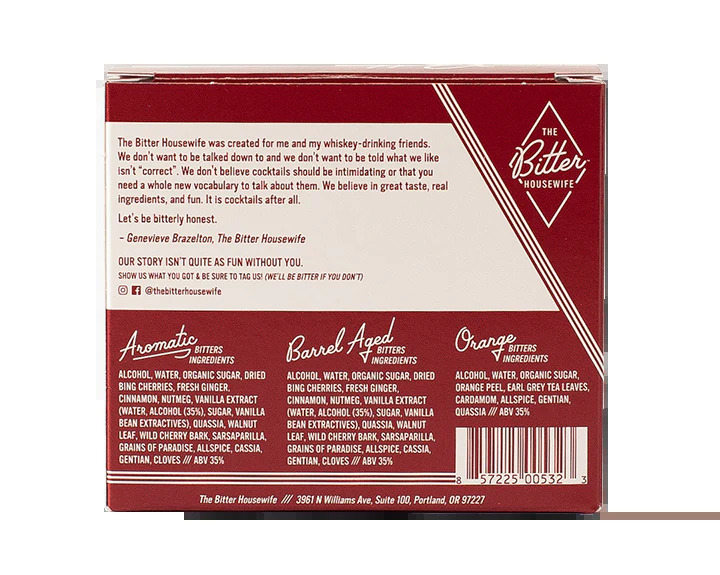 THE
Bitter
HOUSEWIFE
The Bitter Housewife was created for me and my whiskey-drinking friends.
We don't want to be talked down to and we don't want to be told what we like
isn't "correct". We don't believe cocktails should be intimidating or that you
need a whole new vocabulary to talk about them. We believe in great taste, real
ingredients, and fun. It is cocktails after all.
Let's be bitterly honest.
– Genevieve Brazelton, The Bitter Housewife
OUR STORY ISN'T QUITE AS FUN WITHOUT YOU.
SHOW US WHAT YOU GOT & BE SURE TO TAG US! (WE'LL BE BITTER IF YOU DON'T)
@thebitterhousewife
Aromatic BITTERS
INGREDIENTS
ALCOHOL, WATER, ORGANIC SUGAR, DRIED
BING CHERRIES, FRESH GINGER,
CINNAMON, NUTMEG, VANILLA EXTRACT
(WATER, ALCOHOL (35%), SUGAR, VANILLA
BEAN EXTRACTIVES), QUASSIA, WALNUT
LEAF, WILD CHERRY BARK, SARSAPARILLA,
GRAINS OF PARADISE, ALLSPICE, CASSIA,
GENTIAN, CLOVES /// ABV 35%
Barrel Aged BITTERS
INGREDIENTS
ALCOHOL, WATER, ORGANIC SUGAR, DRIED
BING CHERRIES, FRESH GINGER,
CINNAMON, NUTMEG, VANILLA EXTRACT
(WATER, ALCOHOL (35%), SUGAR, VANILLA
BEAN EXTRACTIVES), QUASSIA, WALNUT
LEAF, WILD CHERRY BARK, SARSAPARILLA,
GRAINS OF PARADISE, ALLSPICE, CASSIA,
GENTIAN, CLOVES /// ABV 35%
Orange BITTERS
INGREDIENTS
ALCOHOL, WATER, ORGANIC SUGAR,
ORANGE PEEL, EARL GREY TEA LEAVES,
CARDAMOM, ALLSPICE, GENTIAN,
QUASSIA /// ABV 35%
8 57225 00532 3
The Bitter Housewife /// 3961 N Williams Ave, Suite 100, Portland, OR 97227